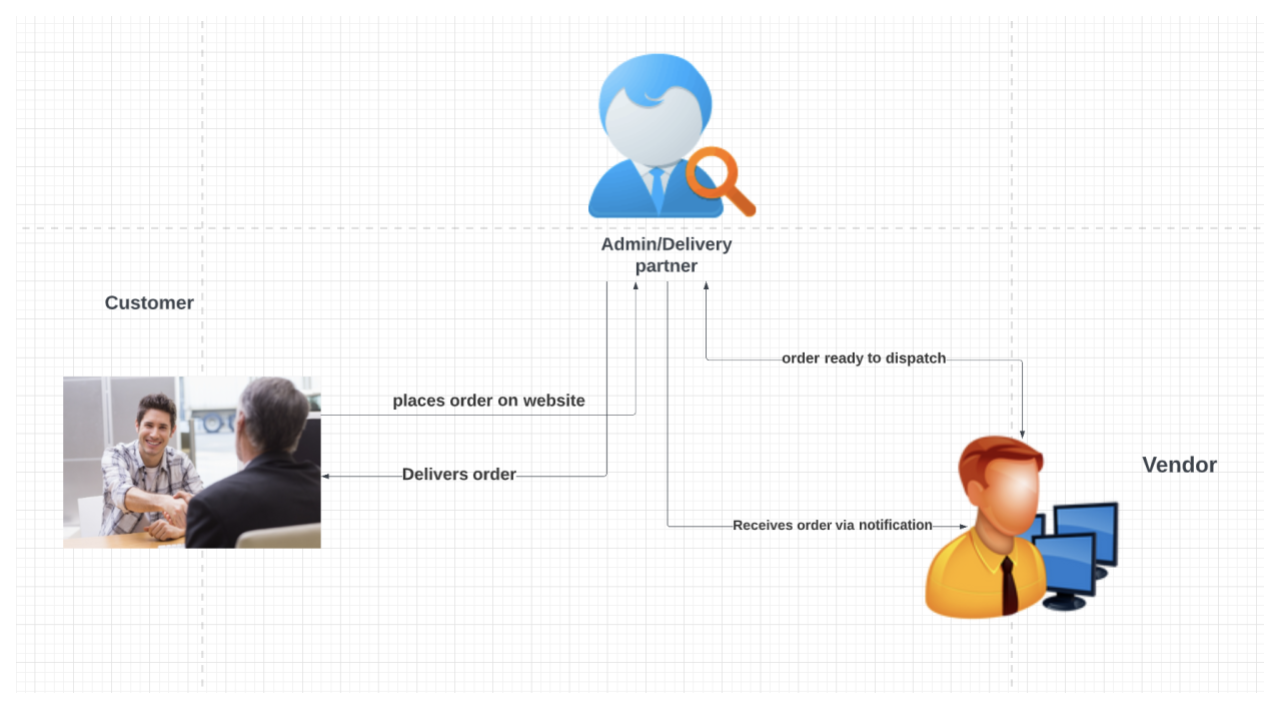 Admin/Delivery
partner
Customer
order ready to dispatch
places order on website
Vendor
Delivers order
Receives order via notification